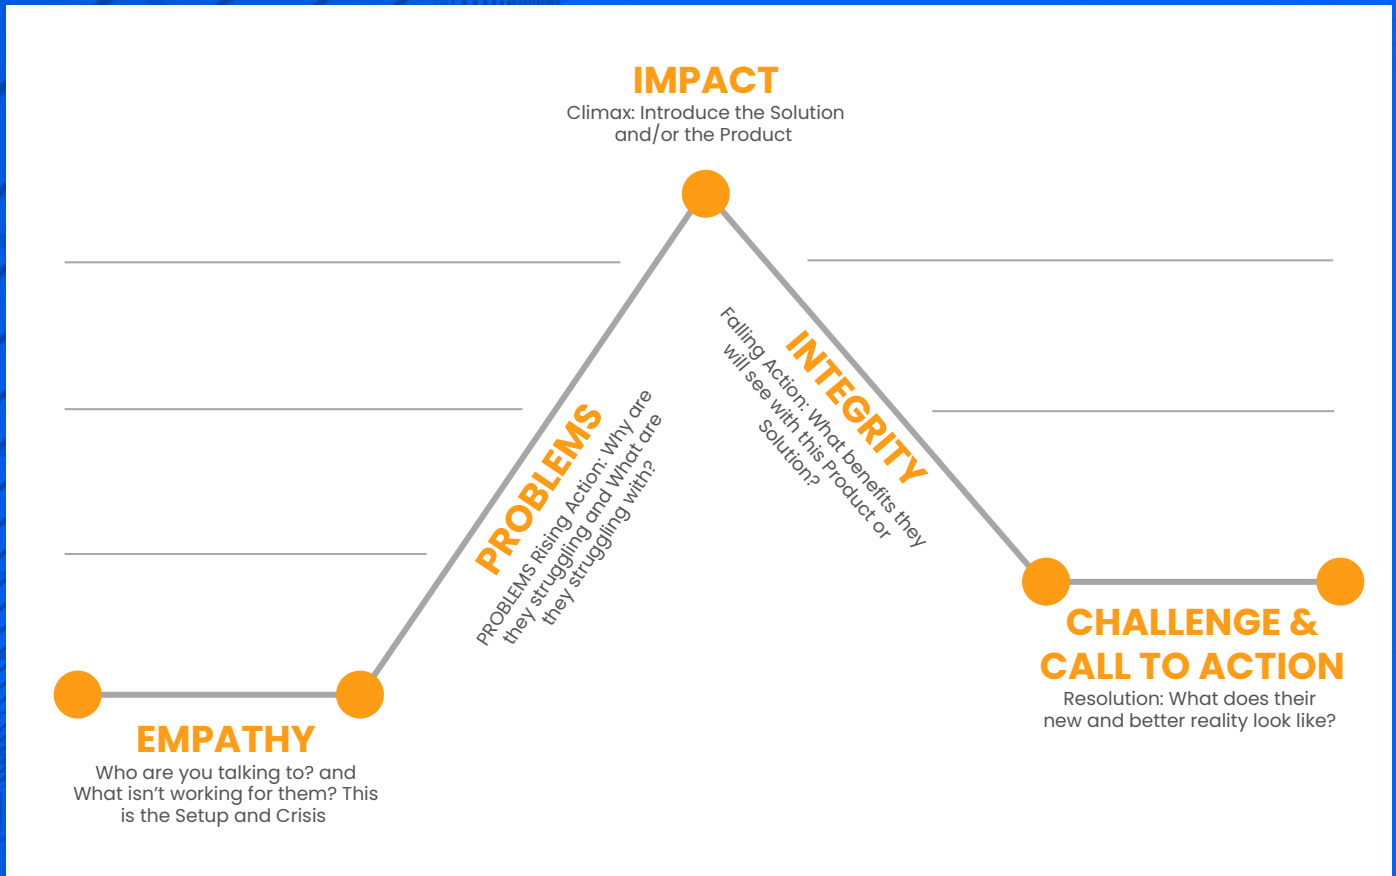 IMPACT
Climax: Introduce the Solution
and/or the Product
PROBLEMS
PROBLEMS Rising Action: Why are
they struggling and What are
they struggling with?
INTEGRITY
Falling Action: What benefits they
will see with this Product or
Solution?
EMPATHY
Who are you talking to? and
What isn’t working for them? This
is the Setup and Crisis
CHALLENGE &
CALL TO ACTION
Resolution: What does their
new and better reality look like?